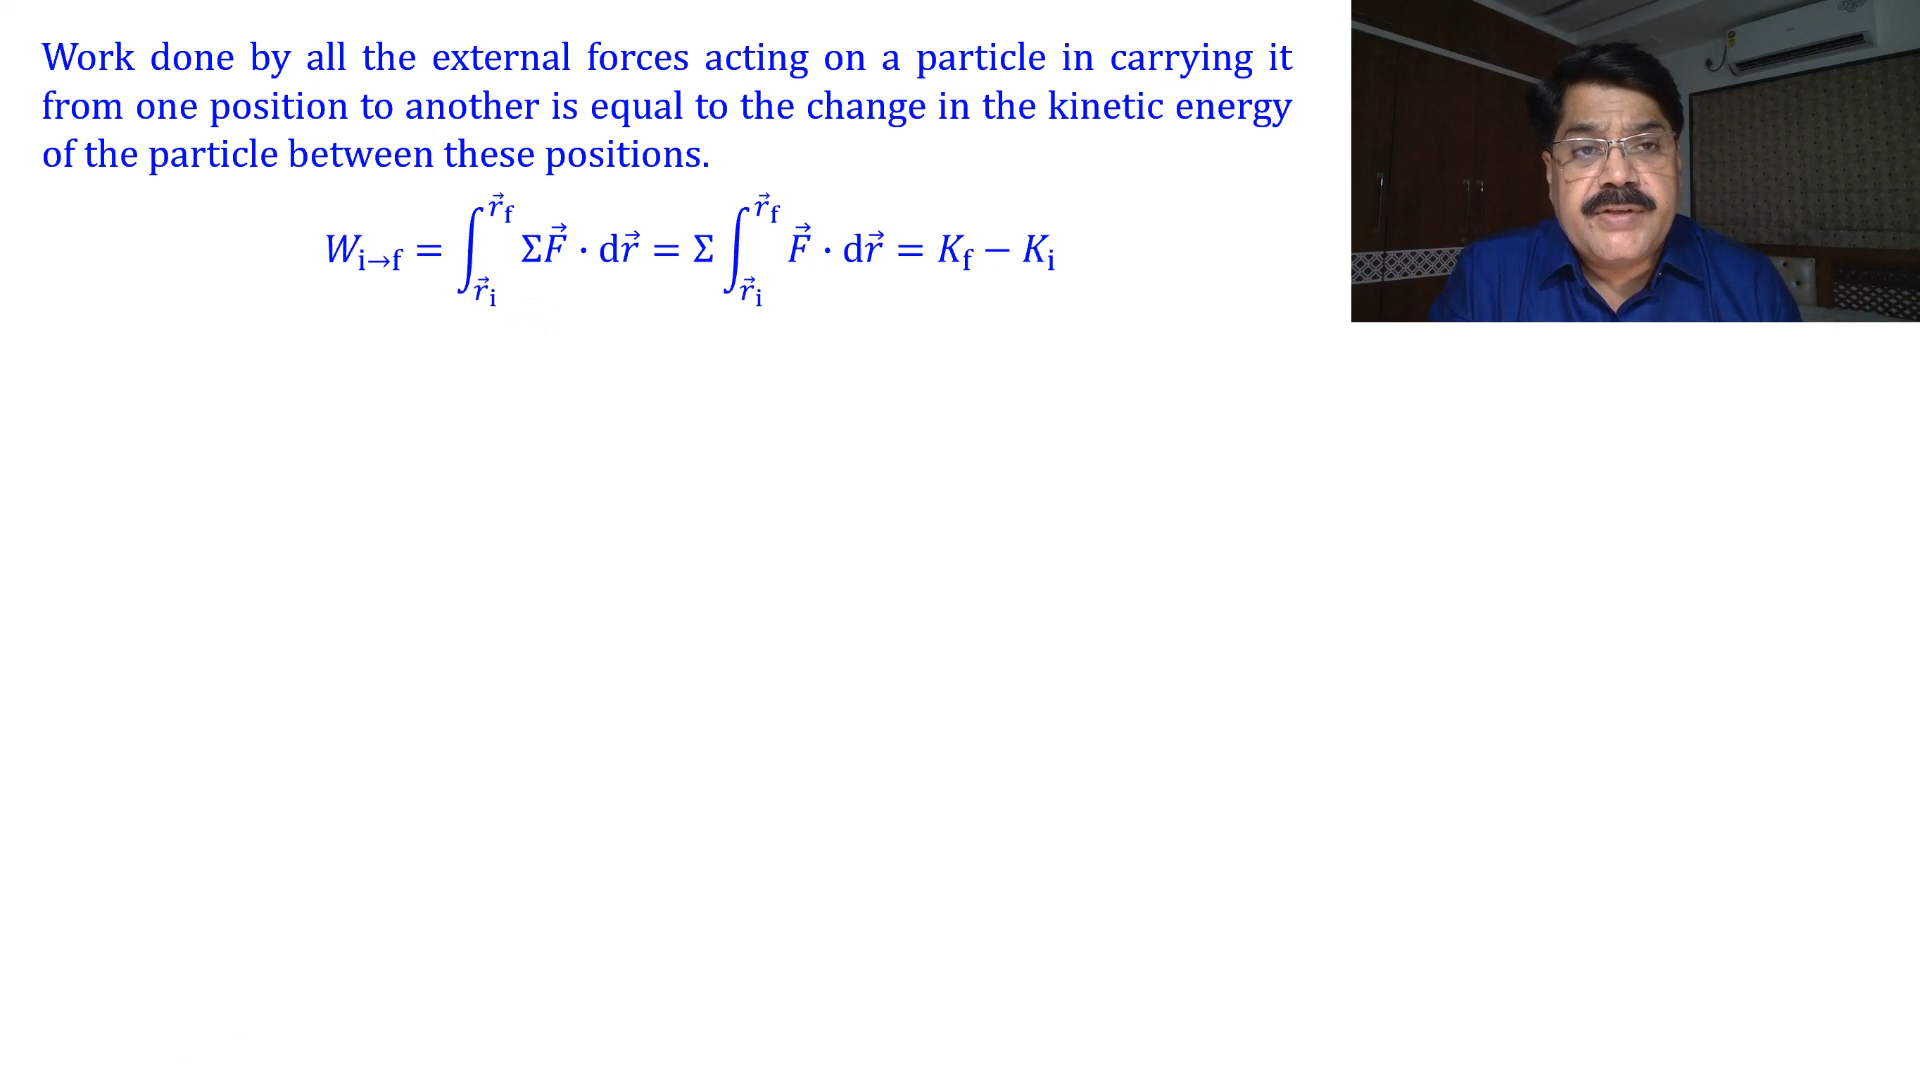 Work done by all the external forces acting on a particle in carrying it
from one position to another is equal to the change in the kinetic energy
of the particle between these positions.
W_{i→f} = ∫_{r⃗_i}^{r⃗_f} ΣF⃗ · dr⃗ = Σ ∫_{r⃗_i}^{r⃗_f} F⃗ · dr⃗ = K_f − K_i